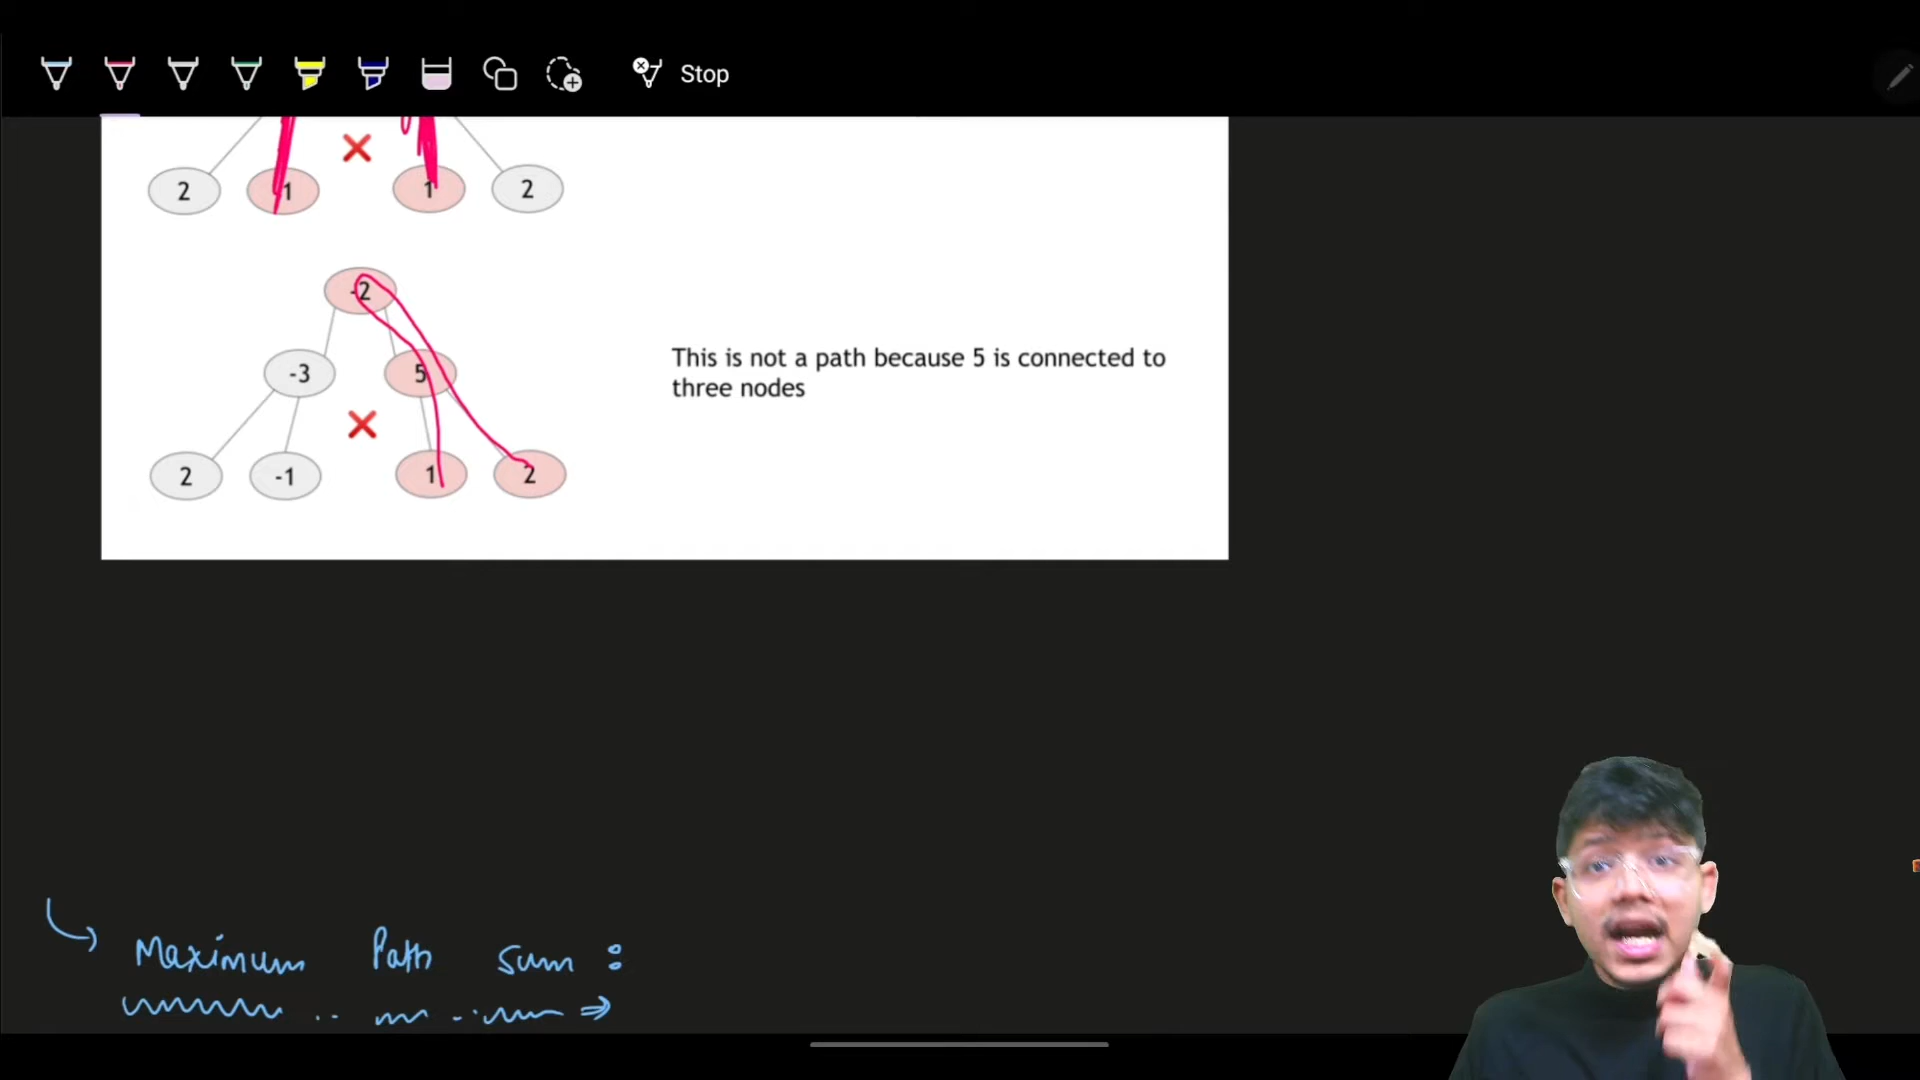 Stop
2 1 1 2
-2
This is not a path because 5 is connected to
three nodes
-3 5
2 -1 1 2
Maximum Path Sum :